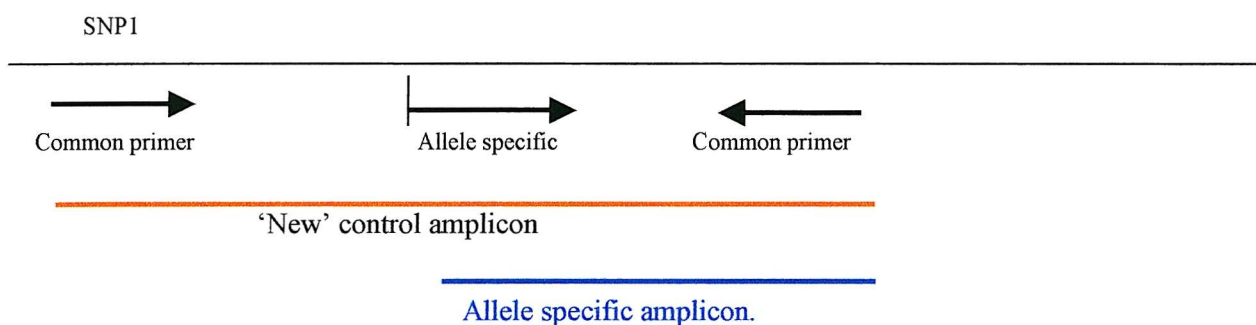 SNP1
Common primer
Allele specific
Common primer
‘New’ control amplicon
Allele specific amplicon.